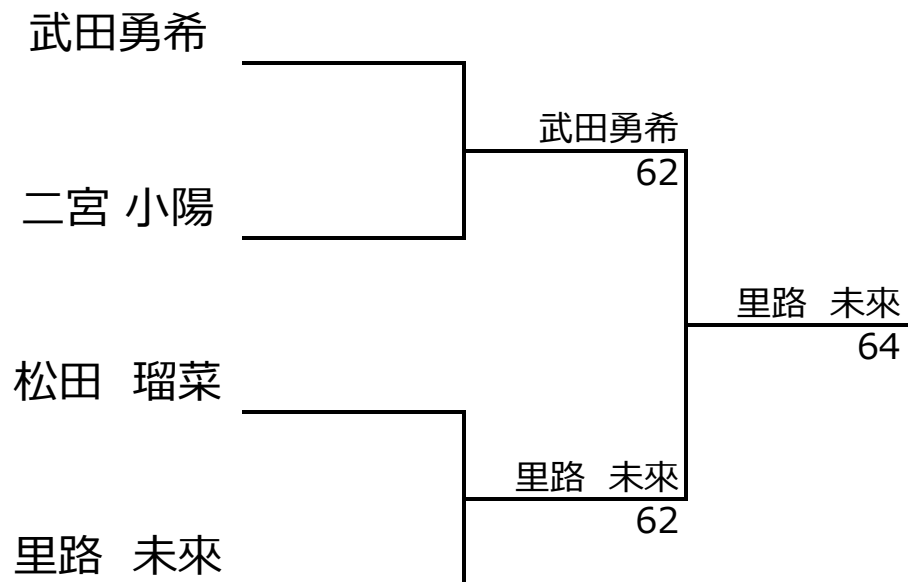 武田勇希
武田勇希
62
二宮 小陽
里路　未來
64
松田　瑠菜
里路　未來
62
里路　未來